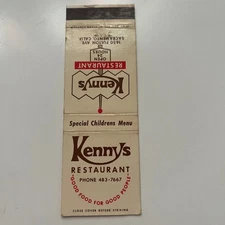 1620 FULTON AVE
SACRAMENTO CALIF
OPEN
24
HOURS
RESTAURANT
Kenny's
Special Childrens Menu
Kenny's
RESTAURANT
PHONE 483-7667
"GOOD FOOD FOR GOOD PEOPLE"
CLOSE COVER BEFORE STRIKING